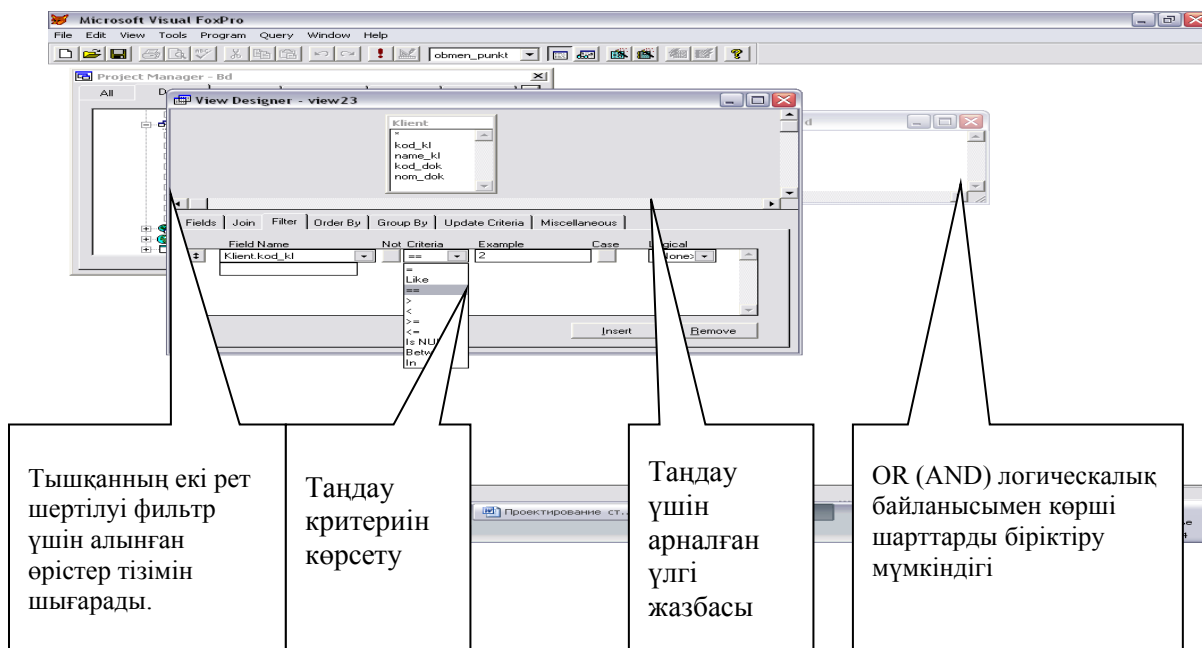 Microsoft Visual FoxPro
File Edit View Tools Program Query Window Help
obmen_punkt
Project Manager - Bd
All
View Designer - view23
d
Klient
*
kod_kl
name_kl
kod_dok
nom_dok
Fields Join Filter Order By Group By Update Criteria Miscellaneous
Field Name Not Criteria Example Case Logical
Klient.kod_kl == 2
=
Like
==
>
<
>=
<=
In
Insert Remove
Проектирование ст..
Тышқанның екі рет
шертілуі фильтр
үшін алынған
өрістер тізімін
шығарады.
Таңдау
критериін
көрсету
Таңдау
үшін
арналған
үлгі
жазбасы
OR (AND) логическалық
байланысымен көрші
шарттарды біріктіру
мүмкіндігі